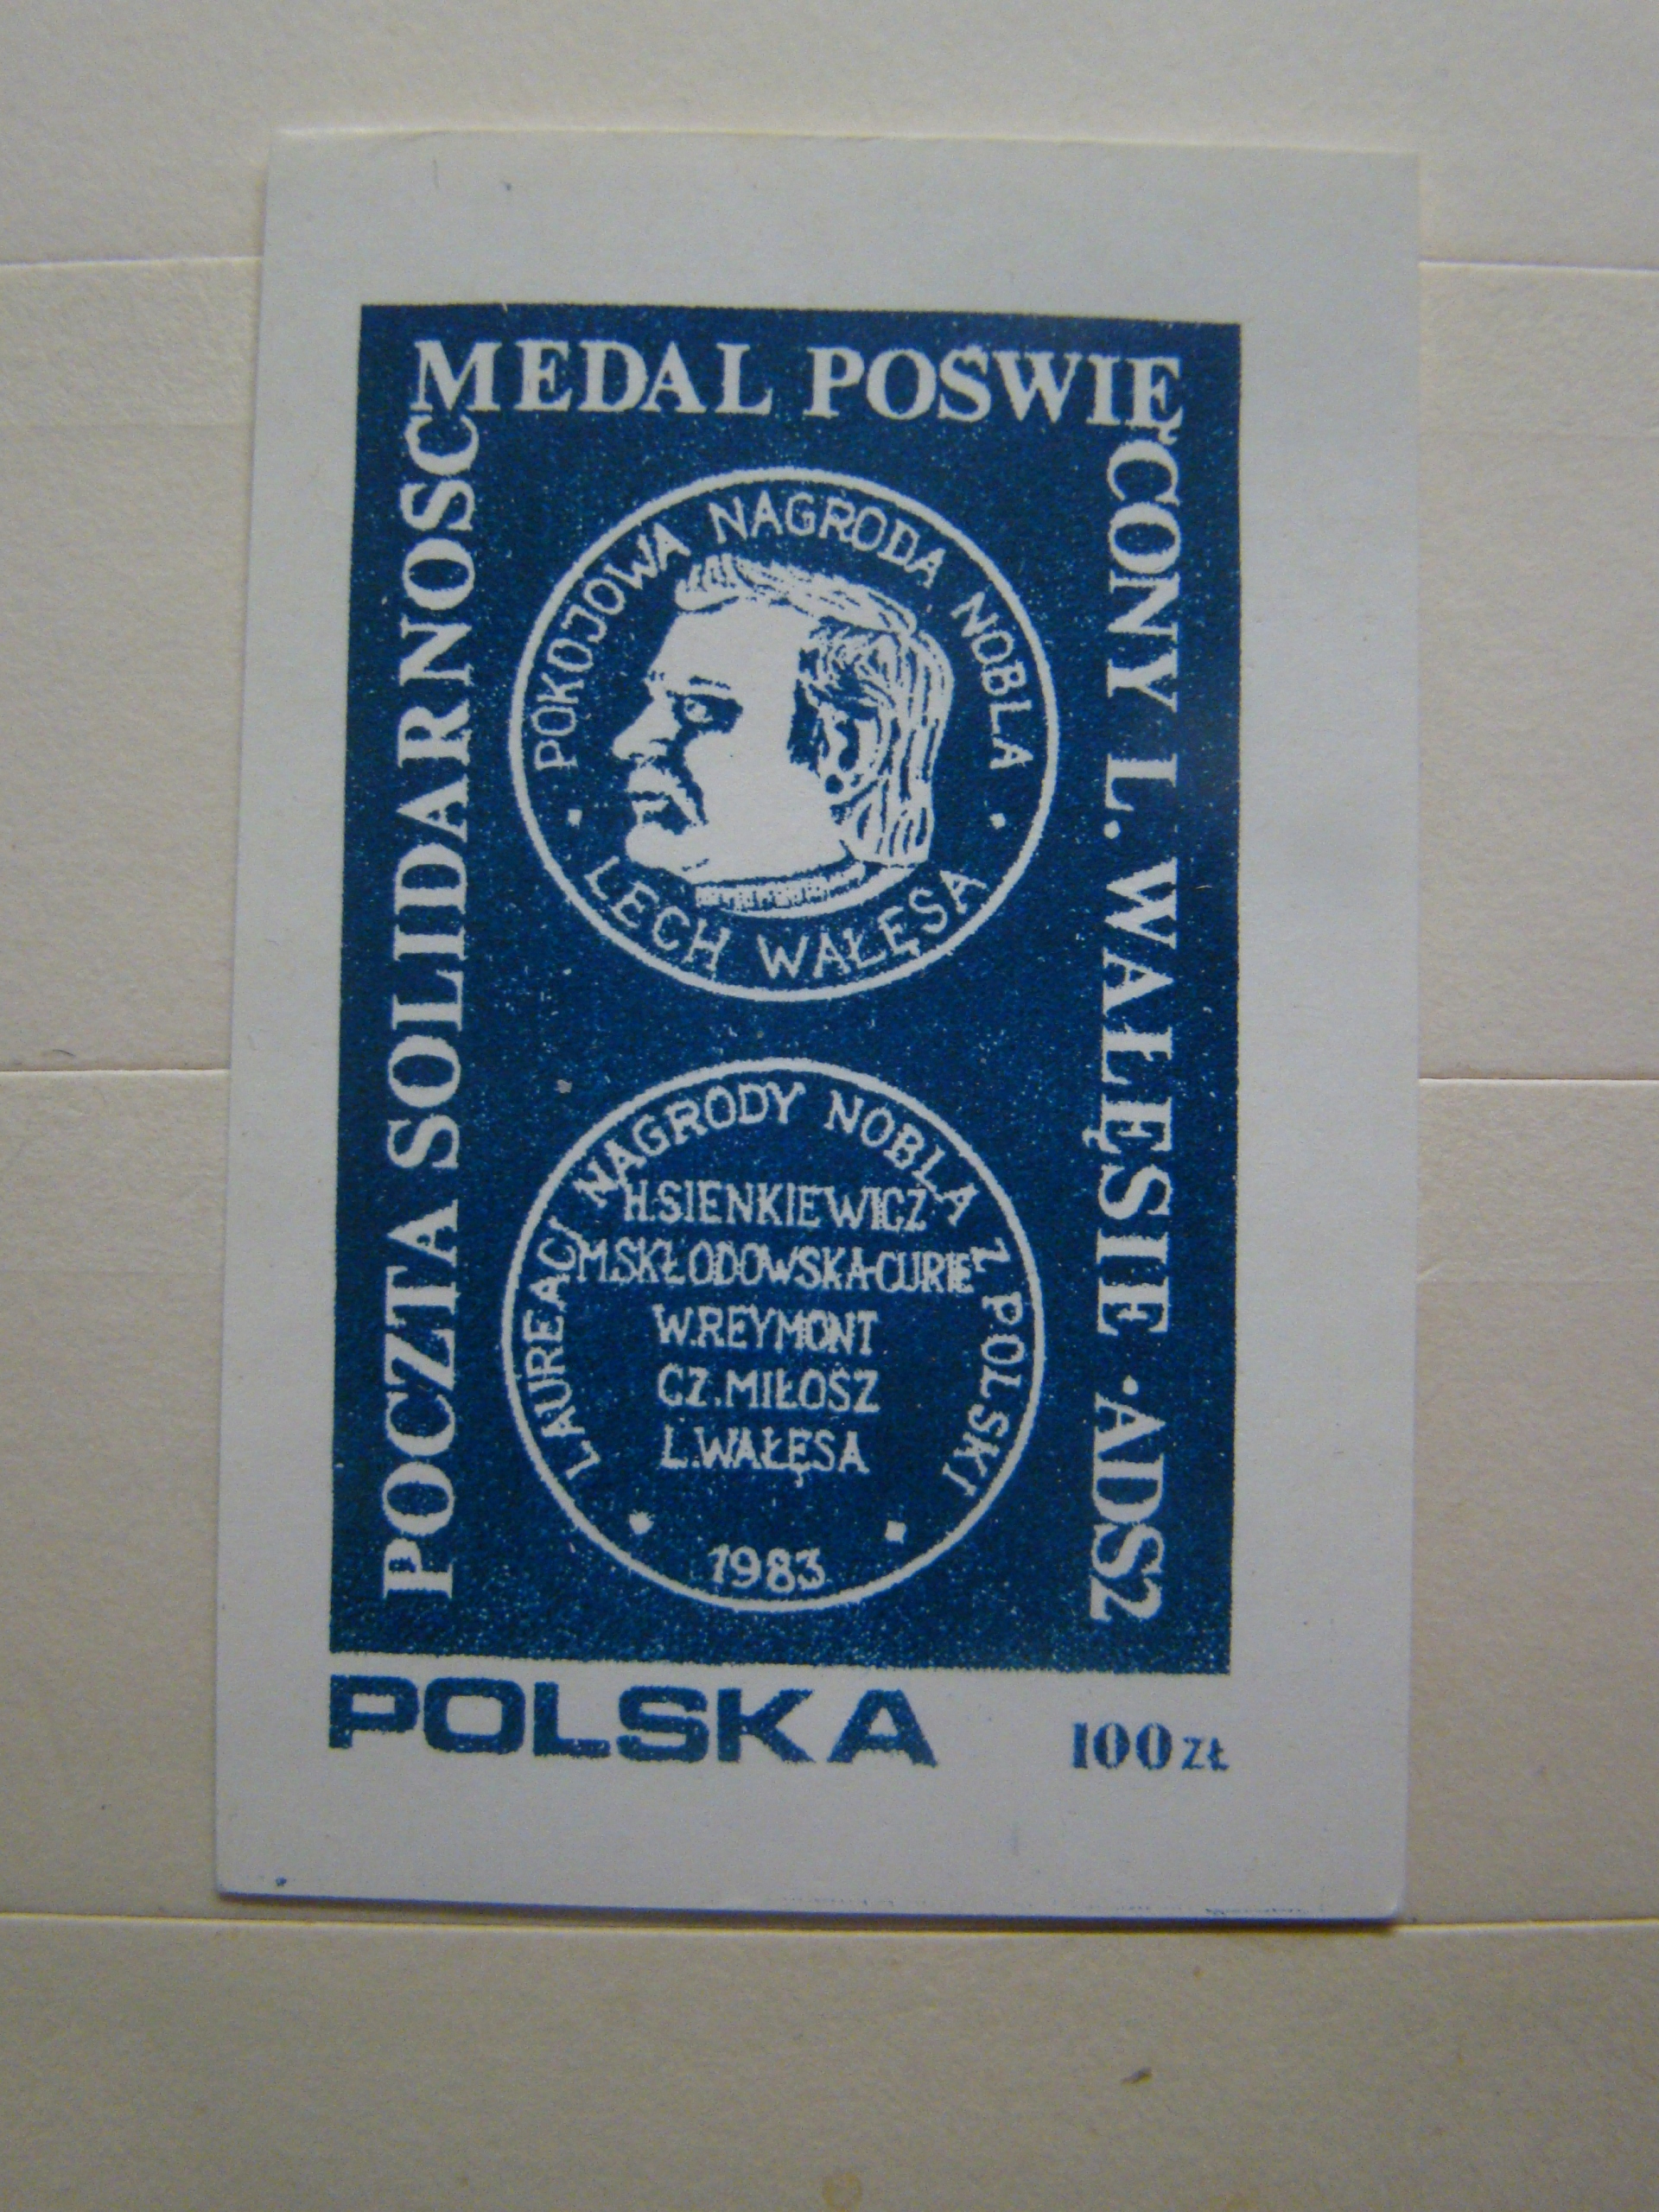 POCZTA SOLIDARNOŚĆ
MEDAL POŚWIĘCONY L. WAŁĘSIE · ADSZ
POKOJOWA NAGRODA NOBLA
· LECH WAŁĘSA ·
LAUREACI NAGRODY NOBLA Z POLSKI
H.SIENKIEWICZ
M.SKŁODOWSKA-CURIE
W.REYMONT
CZ.MIŁOSZ
L.WAŁĘSA
· 1983 ·
POLSKA
100 ZŁ